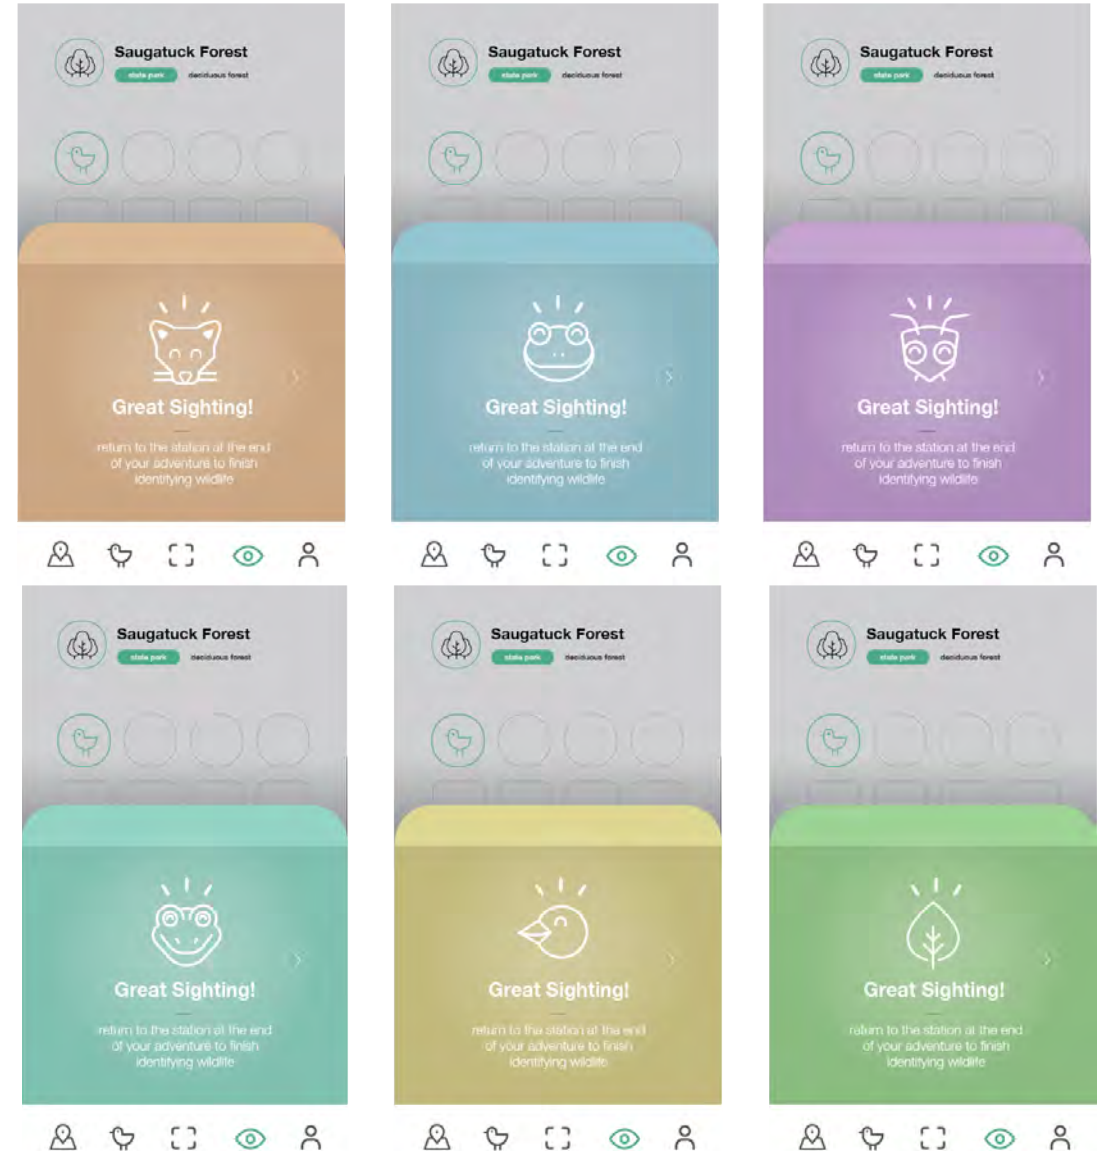 Saugatuck Forest
state park deciduous forest
Great Sighting!
return to the station at the end
of your adventure to finish
identifying wildlife
Saugatuck Forest
state park deciduous forest
Great Sighting!
return to the station at the end
of your adventure to finish
identifying wildlife
Saugatuck Forest
state park deciduous forest
Great Sighting!
return to the station at the end
of your adventure to finish
identifying wildlife
Saugatuck Forest
state park deciduous forest
Great Sighting!
return to the station at the end
of your adventure to finish
identifying wildlife
Saugatuck Forest
state park deciduous forest
Great Sighting!
return to the station at the end
of your adventure to finish
identifying wildlife
Saugatuck Forest
state park deciduous forest
Great Sighting!
return to the station at the end
of your adventure to finish
identifying wildlife